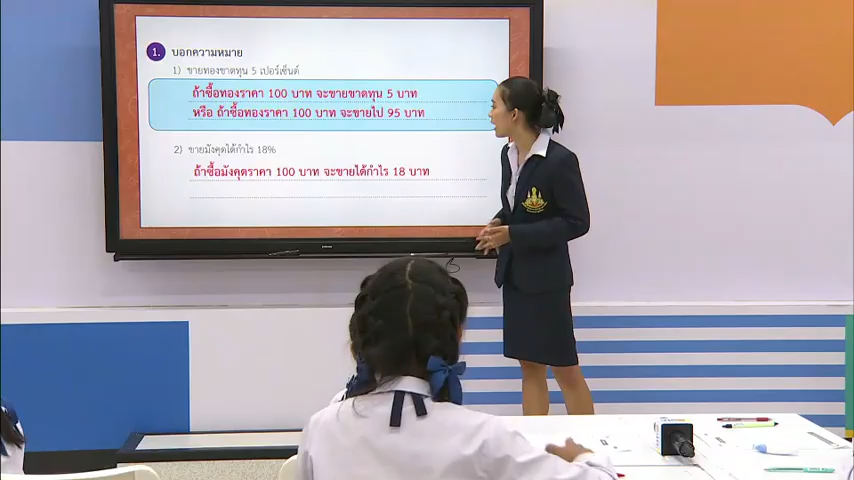 1. บอกความหมาย
1) ขายทองขาดทุน 5 เปอร์เซ็นต์
ถ้าซื้อทองราคา 100 บาท จะขายขาดทุน 5 บาท
หรือ ถ้าซื้อทองราคา 100 บาท จะขายไป 95 บาท
2) ขายมังคุดได้กำไร 18%
ถ้าซื้อมังคุดราคา 100 บาท จะขายได้กำไร 18 บาท